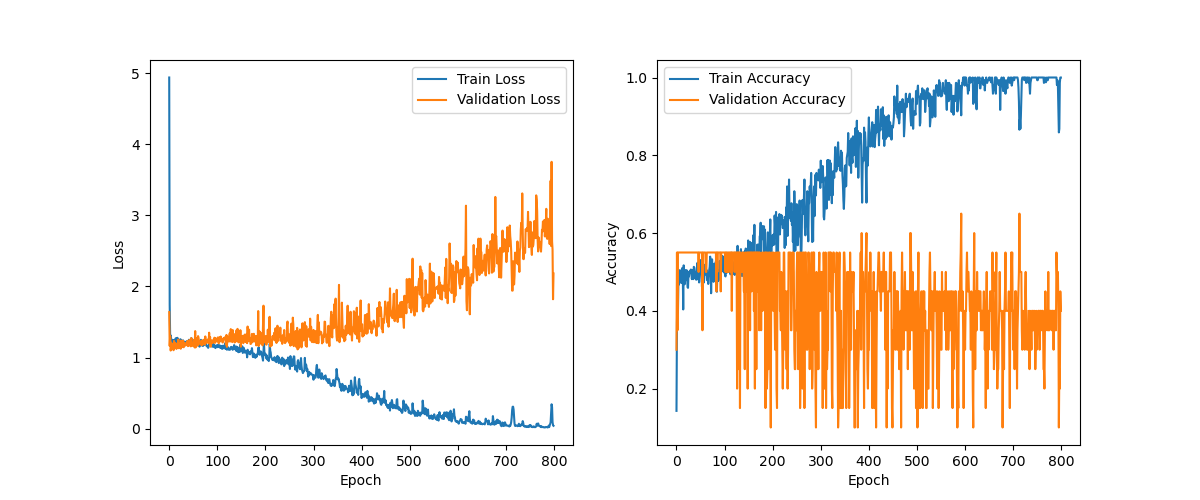 5
4
3
2
1
0
Loss
0 100 200 300 400 500 600 700 800
Epoch
Train Loss
Validation Loss
1.0
0.8
0.6
0.4
0.2
Accuracy
0 100 200 300 400 500 600 700 800
Epoch
Train Accuracy
Validation Accuracy